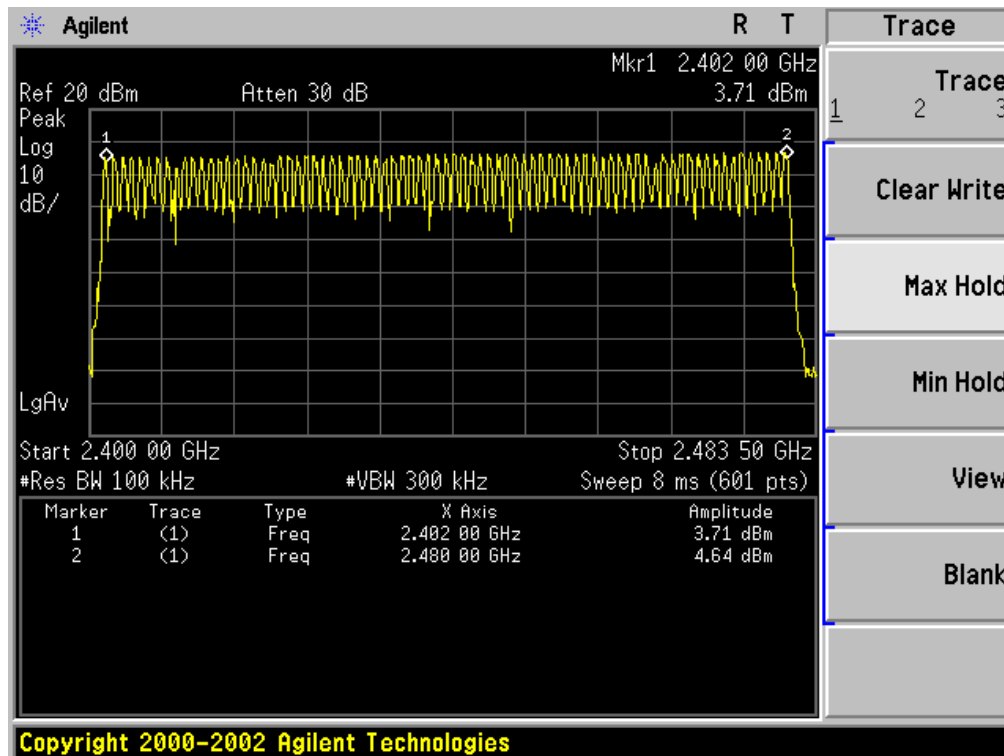 Agilent R T
Mkr1 2.402 00 GHz
Ref 20 dBm Atten 30 dB 3.71 dBm
Peak
Log
10
dB/
1
2
LgAv
Start 2.400 00 GHz Stop 2.483 50 GHz
#Res BW 100 kHz #VBW 300 kHz Sweep 8 ms (601 pts)
Marker Trace Type X Axis Amplitude
1 (1) Freq 2.402 00 GHz 3.71 dBm
2 (1) Freq 2.480 00 GHz 4.64 dBm
Trace
Trace
1 2 3
Clear Write
Max Hold
Min Hold
View
Blank
Copyright 2000-2002 Agilent Technologies